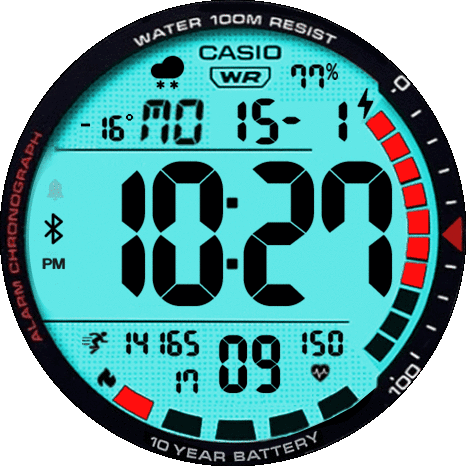 WATER 100M RESIST
CASIO
WR
77%
-16° MO 15- 1
0
ALARM CHRONOGRAPH
10:27
PM
14165 09 150
17
100
10 YEAR BATTERY